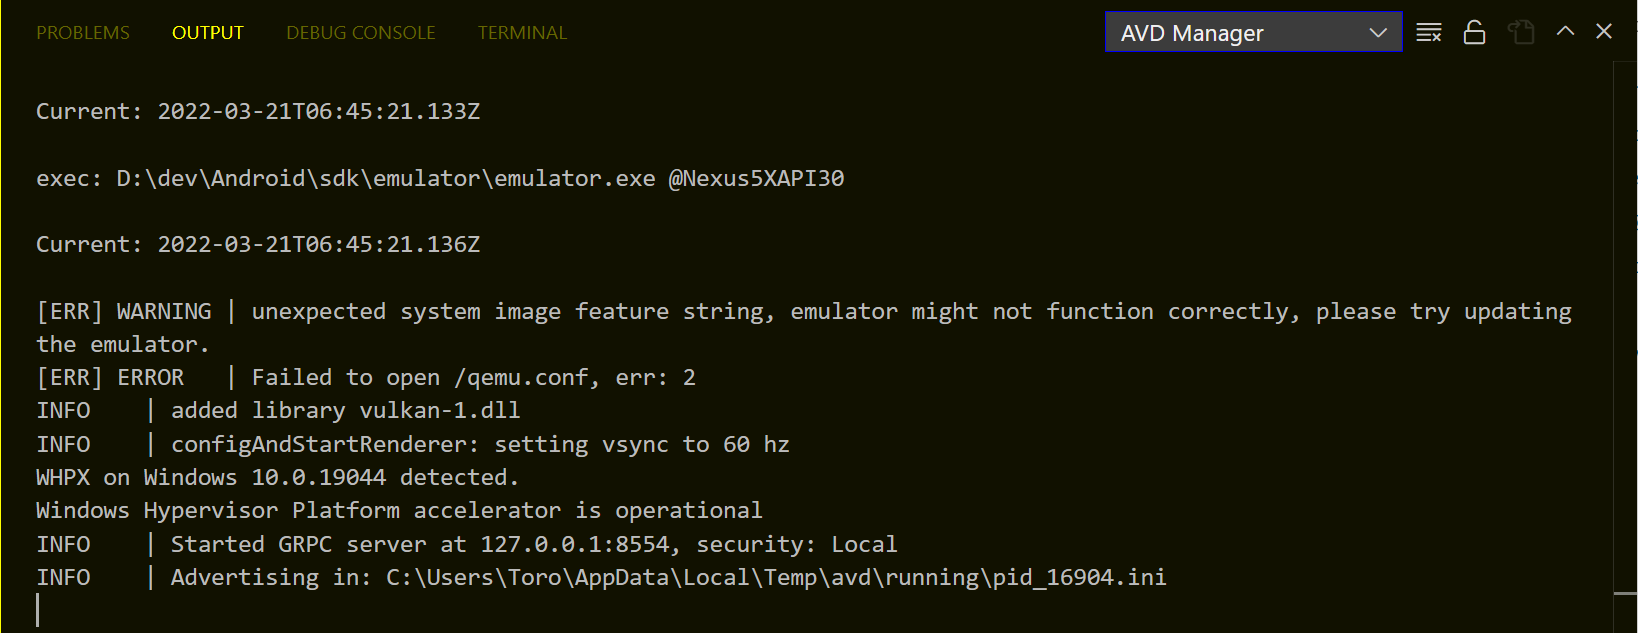 PROBLEMS OUTPUT DEBUG CONSOLE TERMINAL AVD Manager
Current: 2022-03-21T06:45:21.133Z
exec: D:\dev\Android\sdk\emulator\emulator.exe @Nexus5XAPI30
Current: 2022-03-21T06:45:21.136Z
[ERR] WARNING | unexpected system image feature string, emulator might not function correctly, please try updating
the emulator.
[ERR] ERROR   | Failed to open /qemu.conf, err: 2
INFO    | added library vulkan-1.dll
INFO    | configAndStartRenderer: setting vsync to 60 hz
WHPX on Windows 10.0.19044 detected.
Windows Hypervisor Platform accelerator is operational
INFO    | Started GRPC server at 127.0.0.1:8554, security: Local
INFO    | Advertising in: C:\Users\Toro\AppData\Local\Temp\avd\running\pid_16904.ini